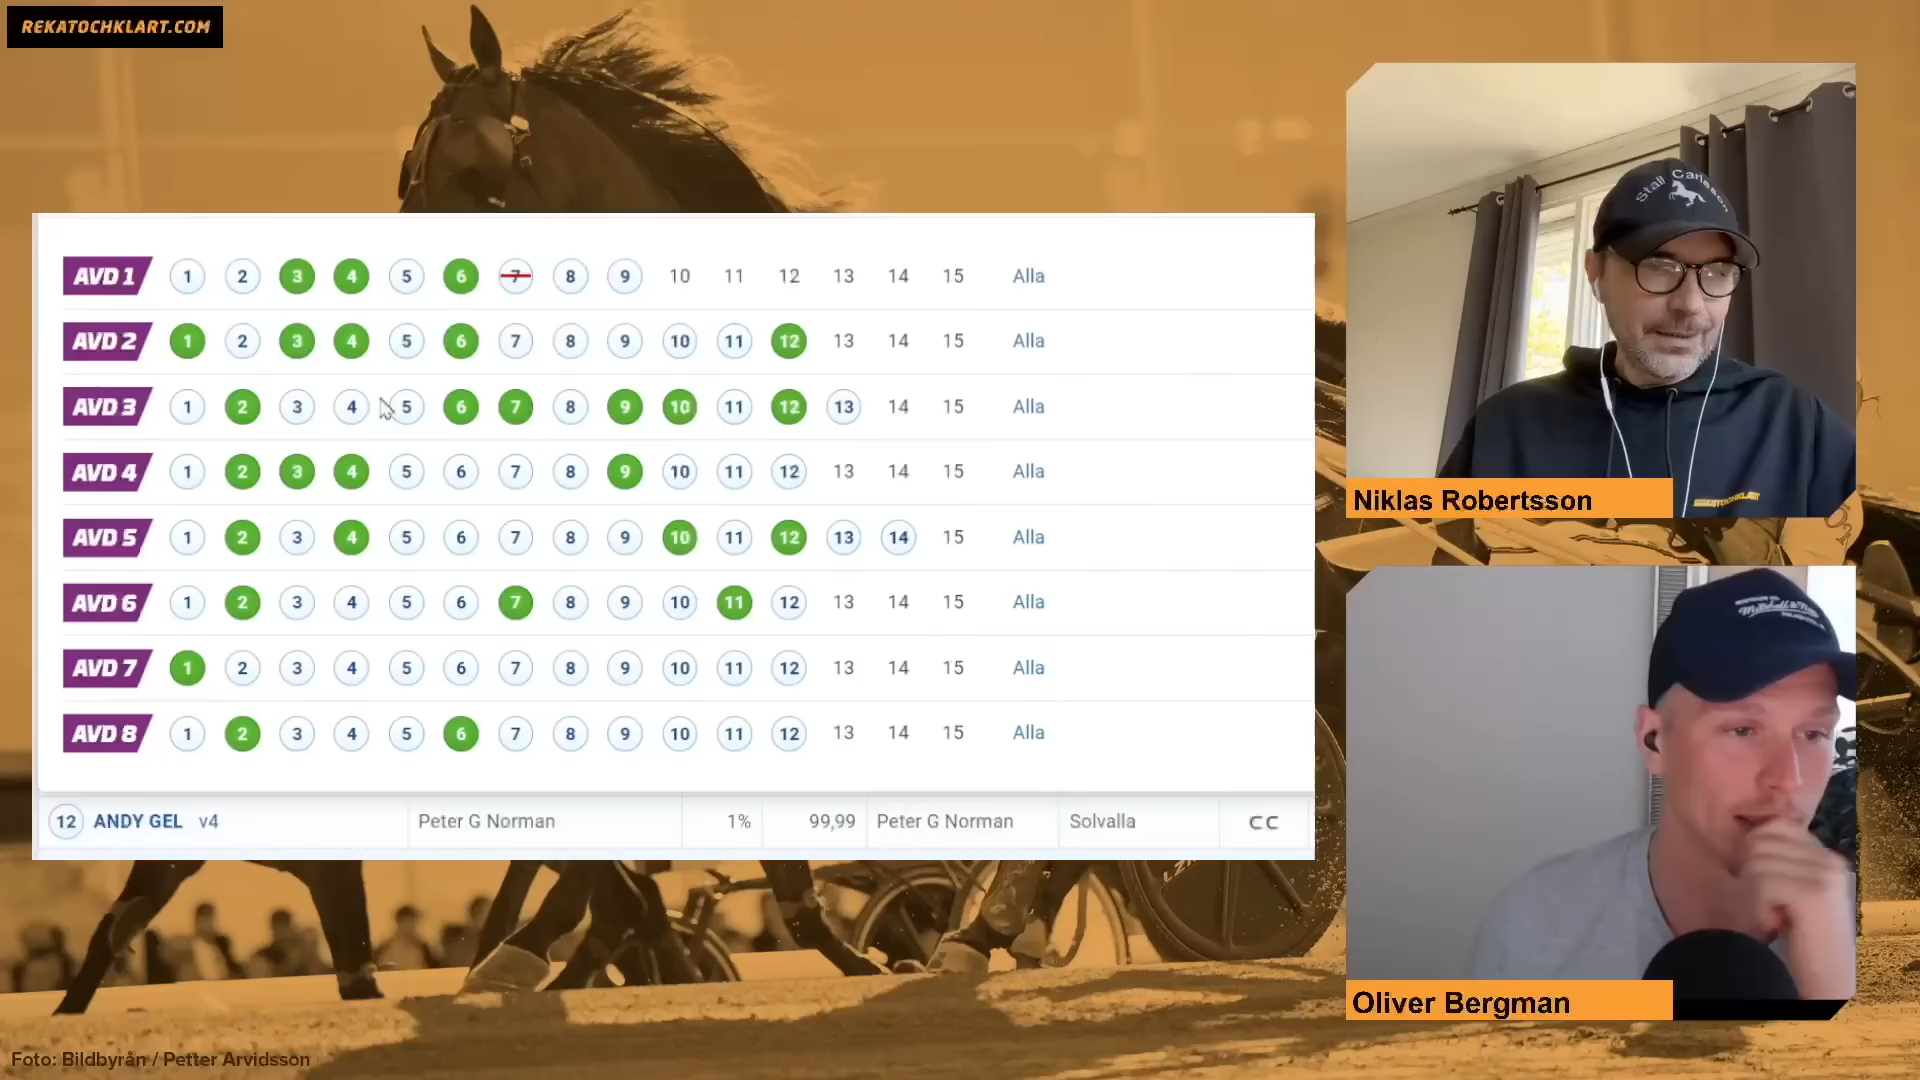 REKATOCHKLART.COM
AVD 1 1 2 3 4 5 6 7 8 9 10 11 12 13 14 15 Alla
AVD 2 1 2 3 4 5 6 7 8 9 10 11 12 13 14 15 Alla
AVD 3 1 2 3 4 5 6 7 8 9 10 11 12 13 14 15 Alla
AVD 4 1 2 3 4 5 6 7 8 9 10 11 12 13 14 15 Alla
AVD 5 1 2 3 4 5 6 7 8 9 10 11 12 13 14 15 Alla
AVD 6 1 2 3 4 5 6 7 8 9 10 11 12 13 14 15 Alla
AVD 7 1 2 3 4 5 6 7 8 9 10 11 12 13 14 15 Alla
AVD 8 1 2 3 4 5 6 7 8 9 10 11 12 13 14 15 Alla
12 ANDY GEL v4 Peter G Norman 1% 99,99 Peter G Norman Solvalla CC
Stall Carlsson
REKATOCHKLART
Niklas Robertsson
Oliver Bergman
Foto: Bildbyrån / Petter Arvidsson